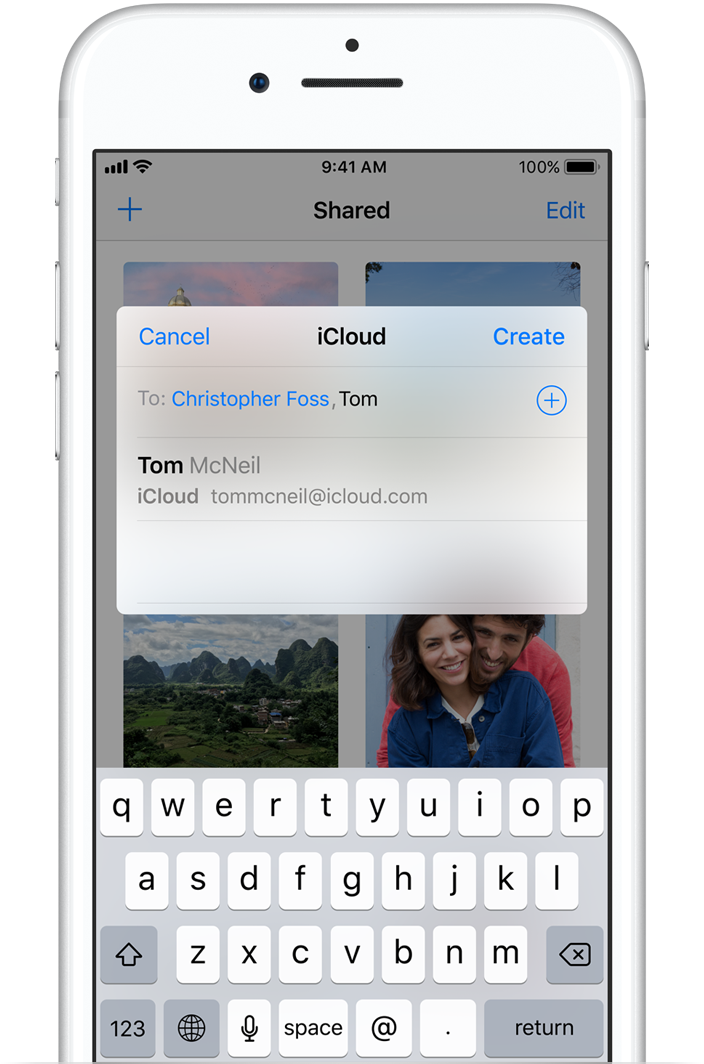 9:41 AM 100%
Shared Edit
Cancel iCloud Create
To: Christopher Foss, Tom
Tom McNeil
iCloud tommcneil@icloud.com
q w e r t y u i o p
a s d f g h j k l
z x c v b n m
123 space @ . return